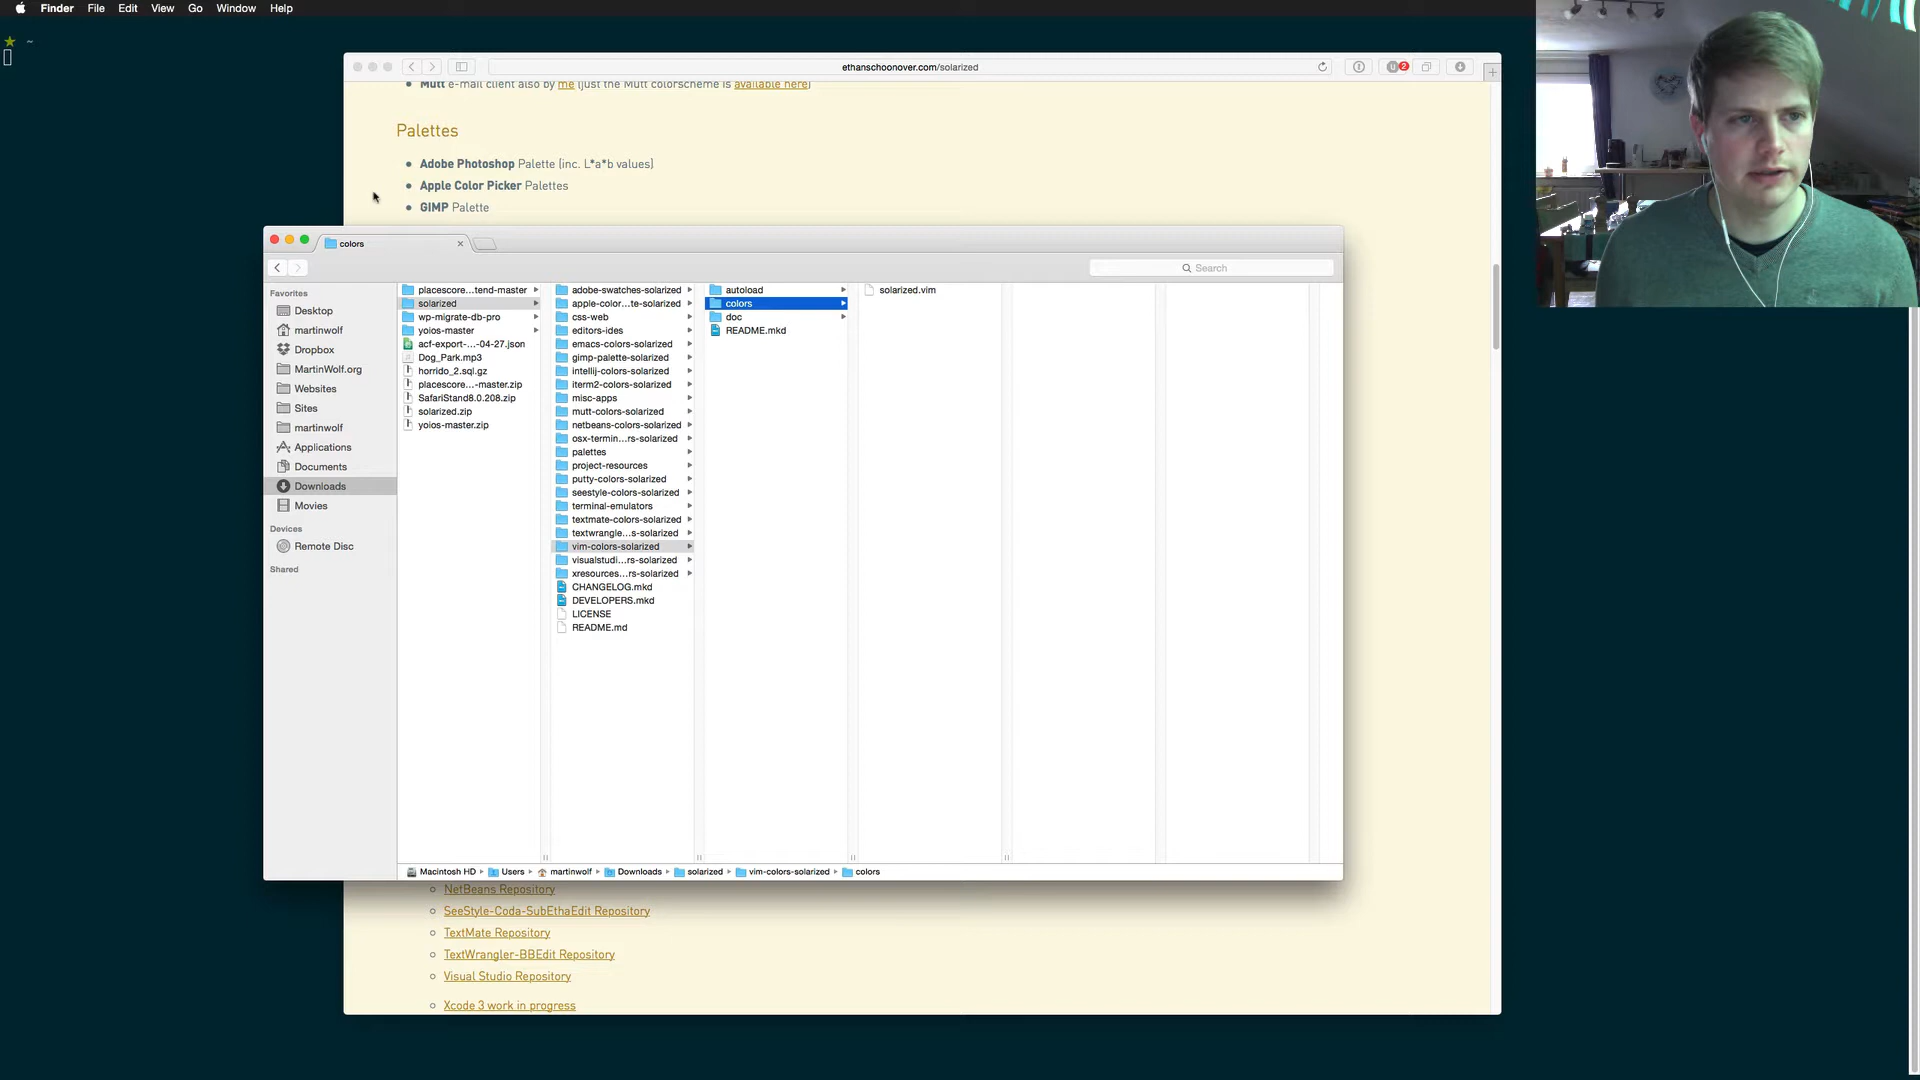 Finder File Edit View Go Window Help
~
ethanschoonover.com/solarized
2
Mutt e-mail client also by me (just the Mutt colorscheme is available here)
Palettes
Adobe Photoshop Palette (inc. L*a*b values)
Apple Color Picker Palettes
GIMP Palette
colors
Search
Favorites
Desktop
martinwolf
Dropbox
MartinWolf.org
Websites
Sites
martinwolf
Applications
Documents
Downloads
Movies
Devices
Remote Disc
Shared
placescore...tend-master
solarized
wp-migrate-db-pro
yoios-master
acf-export-...-04-27.json
Dog_Park.mp3
horrido_2.sql.gz
placescore...-master.zip
SafariStand8.0.208.zip
solarized.zip
yoios-master.zip
adobe-swatches-solarized
apple-color...te-solarized
css-web
editors-ides
emacs-colors-solarized
gimp-palette-solarized
intellij-colors-solarized
iterm2-colors-solarized
misc-apps
mutt-colors-solarized
netbeans-colors-solarized
osx-termin...rs-solarized
palettes
project-resources
putty-colors-solarized
seestyle-colors-solarized
terminal-emulators
textmate-colors-solarized
textwrangle...s-solarized
vim-colors-solarized
visualstudi...rs-solarized
xresources...rs-solarized
CHANGELOG.mkd
DEVELOPERS.mkd
LICENSE
README.md
autoload
colors
doc
README.mkd
solarized.vim
Macintosh HD Users martinwolf Downloads solarized vim-colors-solarized colors
NetBeans Repository
SeeStyle-Coda-SubEthaEdit Repository
TextMate Repository
TextWrangler-BBEdit Repository
Visual Studio Repository
Xcode 3 work in progress